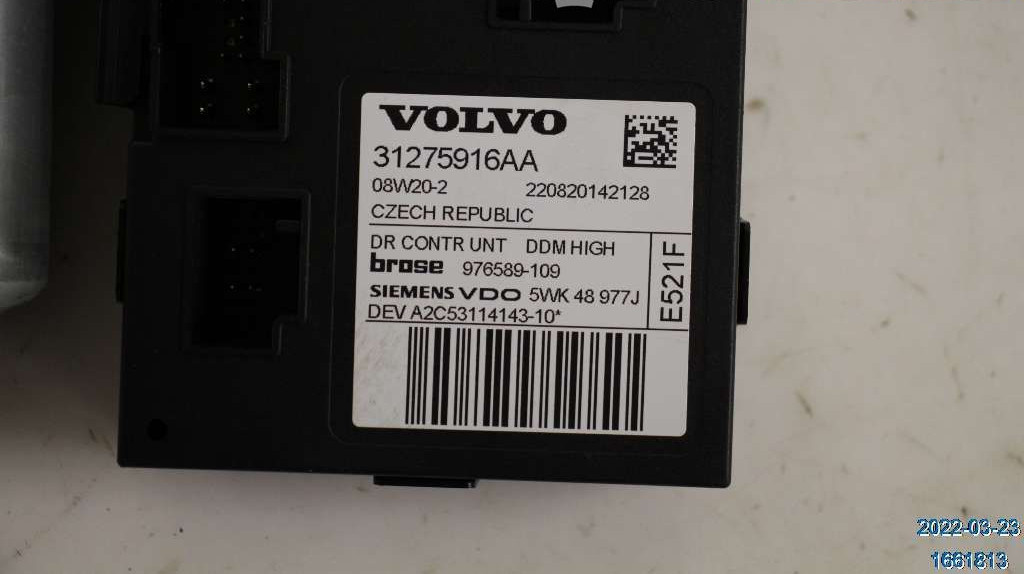 VOLVO
31275916AA
08W20-2 220820142128
CZECH REPUBLIC
DR CONTR UNT DDM HIGH
brose 976589-109
SIEMENS VDO 5WK 48 977J
DEV A2C53114143-10*
E521F
2022-03-23
1661813